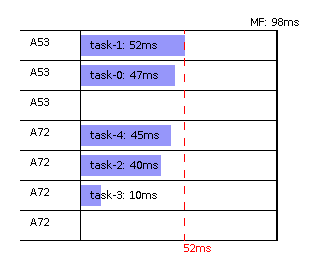 MF: 98ms
A53 task-1: 52ms
A53 task-0: 47ms
A53
A72 task-4: 45ms
A72 task-2: 40ms
A72 task-3: 10ms
A72
52ms